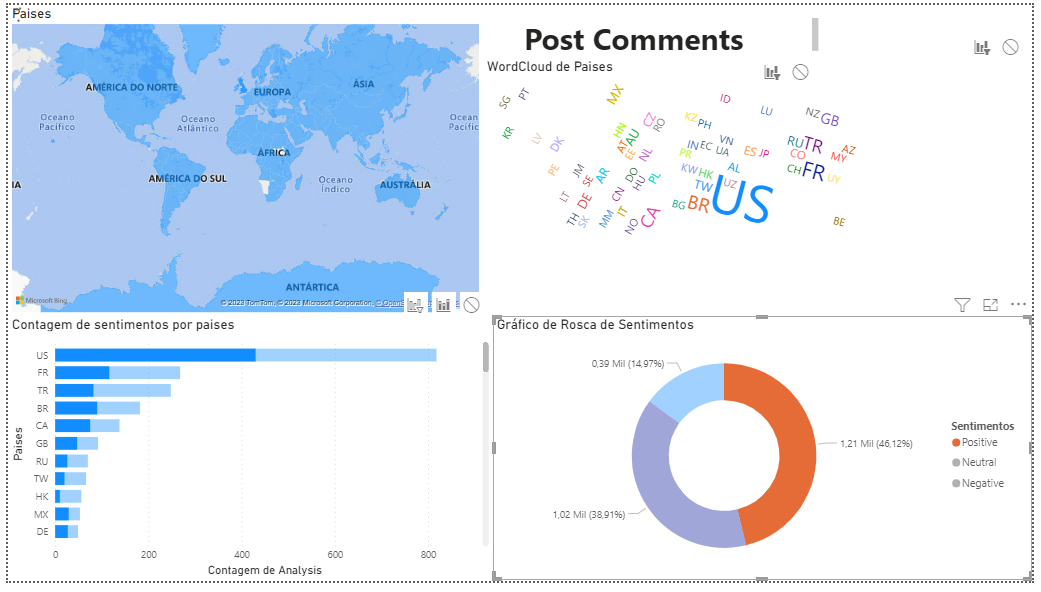 Paises
AMÉRICA DO NORTE
EUROPA
ÁSIA
Oceano
Pacífico
Oceano
Atlântico
Ocean
Pacífi
ÁFRICA
IA
AMÉRICA DO SUL
Oceano
Índico
AUSTRÁLIA
ANTÁRTICA
Microsoft Bing
© 2023 TomTom, © 2023 Microsoft Corporation,
Post Comments
WordCloud de Paises
SG
PT
MX
ID
LU
NZ
GB
KR
LV
DK
HN
AU
CZ
RO
KZ
PH
AT
EE
NL
IN
EC
VN
UA
PR
ES
JP
RU
TR
CO
AZ
MY
PE
JM
SE
AR
DO
HU
PL
KW
HK
AL
TW
UZ
CH
FR
UY
LT
DE
CN
TH
SK
MM
IT
NO
CA
BG
BR
US
BE
Contagem de sentimentos por paises
Paises
US
FR
TR
BR
CA
GB
RU
TW
HK
MX
DE
0
200
400
600
800
Contagem de Analysis
Gráfico de Rosca de Sentimentos
0,39 Mil (14,97%)
1,21 Mil (46,12%)
1,02 Mil (38,91%)
Sentimentos
Positive
Neutral
Negative